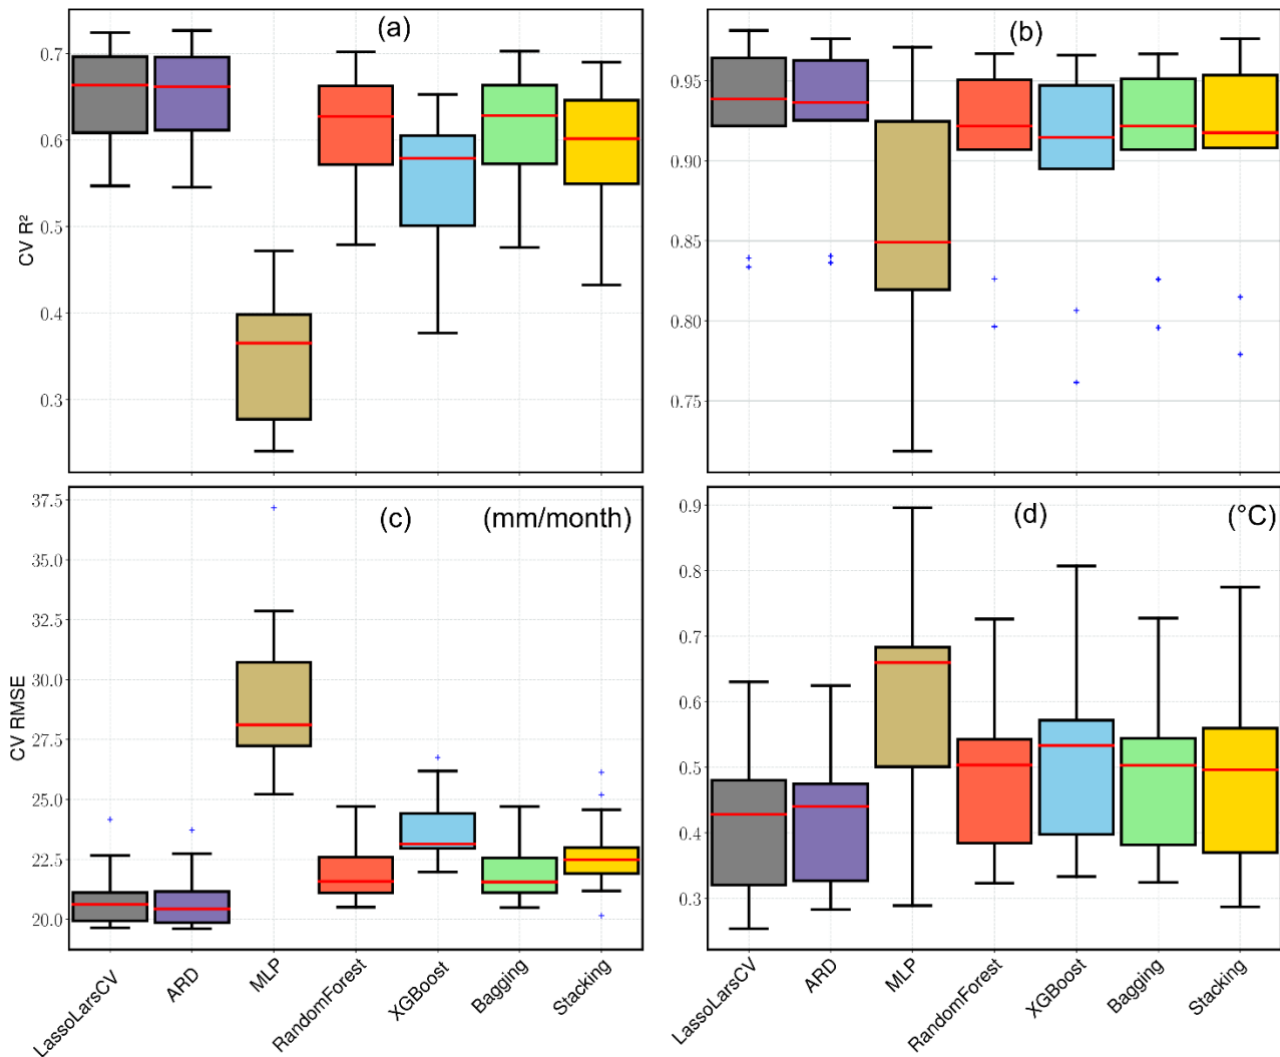 (a)
CV R²
0.7
0.6
0.5
0.4
0.3
(b)
0.95
0.90
0.85
0.80
0.75
(c) (mm/month)
CV RMSE
37.5
35.0
32.5
30.0
27.5
25.0
22.5
20.0
(d) (°C)
0.9
0.8
0.7
0.6
0.5
0.4
0.3
LassoLarsCV
ARD
MLP
RandomForest
XGBoost
Bagging
Stacking
LassoLarsCV
ARD
MLP
RandomForest
XGBoost
Bagging
Stacking